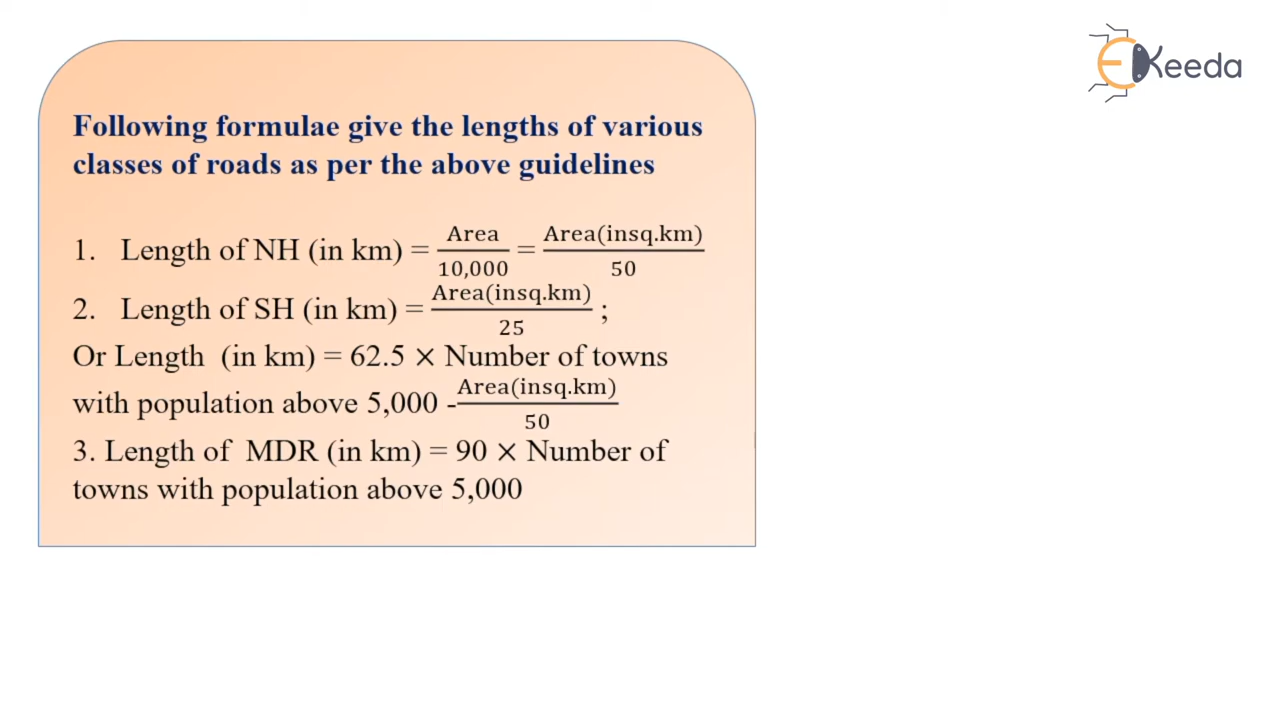 Keeda
Following formulae give the lengths of various
classes of roads as per the above guidelines
1. Length of NH (in km) = Area/10,000 = Area(insq.km)/50
2. Length of SH (in km) = Area(insq.km)/25 ;
Or Length (in km) = 62.5 × Number of towns
with population above 5,000 - Area(insq.km)/50
3. Length of MDR (in km) = 90 × Number of
towns with population above 5,000